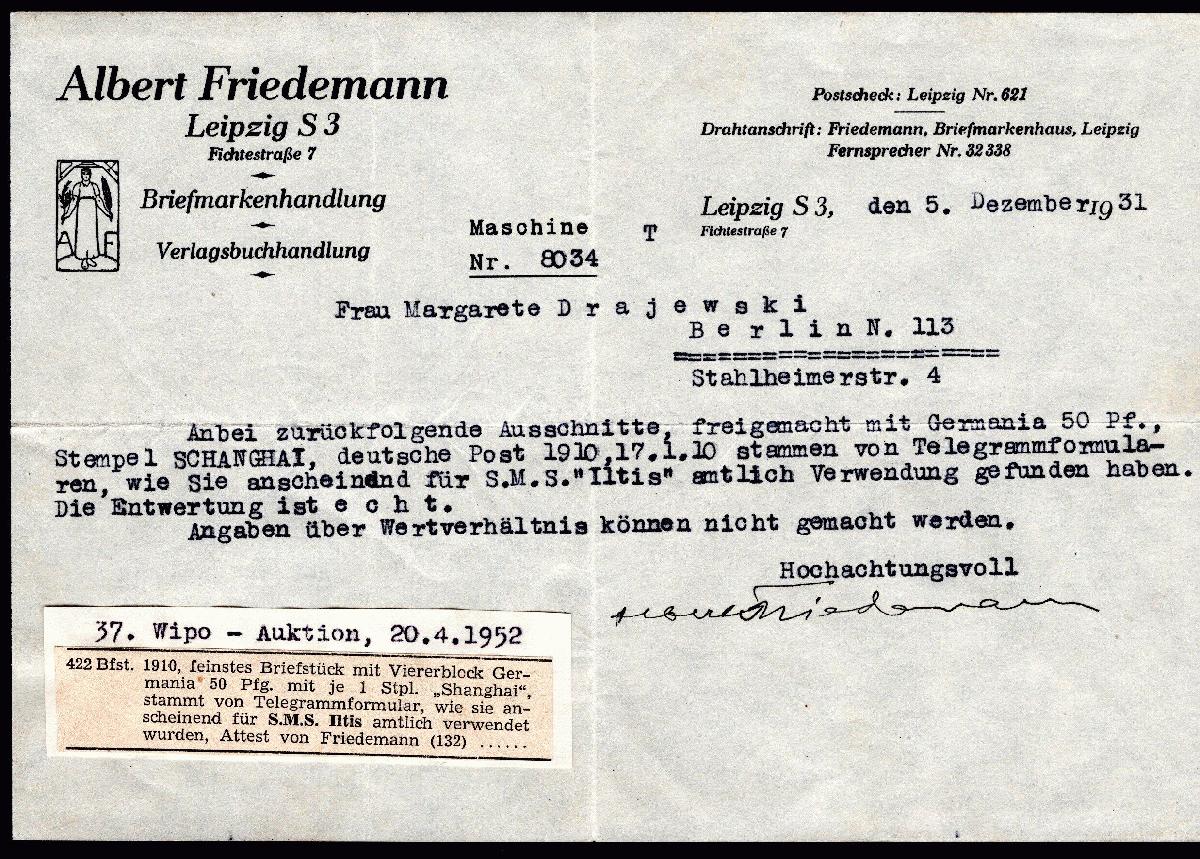 Albert Friedemann
Leipzig S 3
Fichtestraße 7
Briefmarkenhandlung
Verlagsbuchhandlung
A F
Postscheck: Leipzig Nr. 621
Drahtanschrift: Friedemann, Briefmarkenhaus, Leipzig
Fernsprecher Nr. 32 338
Leipzig S 3, den 5. Dezember 1931
Fichtestraße 7
Maschine T
Nr. 8034
Frau Margarete D r a j e w s k i
B e r l i n N. 113
=====================
Stahlheimerstr. 4
Anbei zurückfolgende Ausschnitte, freigemacht mit Germania 50 Pf.,
Stempel SCHANGHAI, deutsche Post 1910,17.1.10 stammen von Telegrammformula-
ren, wie Sie anscheindnd für S.M.S."Iltis" amtlich Verwendung gefunden haben.
Die Entwertung ist e c h t.
Angaben über Wertverhältnis können nicht gemacht werden.
Hochachtungsvoll
Albert Friedemann
37. Wipo - Auktion, 20.4.1952
422 Bfst. 1910, feinstes Briefstück mit Viererblock Ger-
mania 50 Pfg. mit je 1 Stpl. „Shanghai“,
stammt von Telegrammformular, wie sie an-
scheinend für S.M.S. Iltis amtlich verwendet
wurden, Attest von Friedemann (132) ......